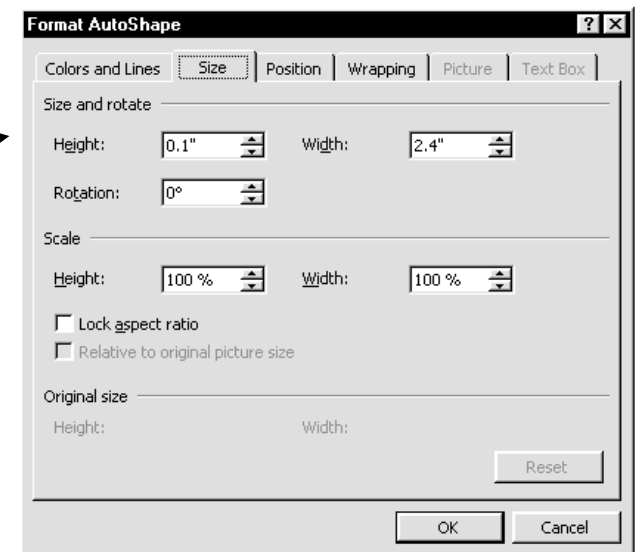 Format AutoShape ? X
Colors and Lines Size Position Wrapping Picture Text Box
Size and rotate
Height: 0.1" Width: 2.4"
Rotation: 0°
Scale
Height: 100 % Width: 100 %
Lock aspect ratio
Relative to original picture size
Original size
Height: Width:
Reset
OK Cancel